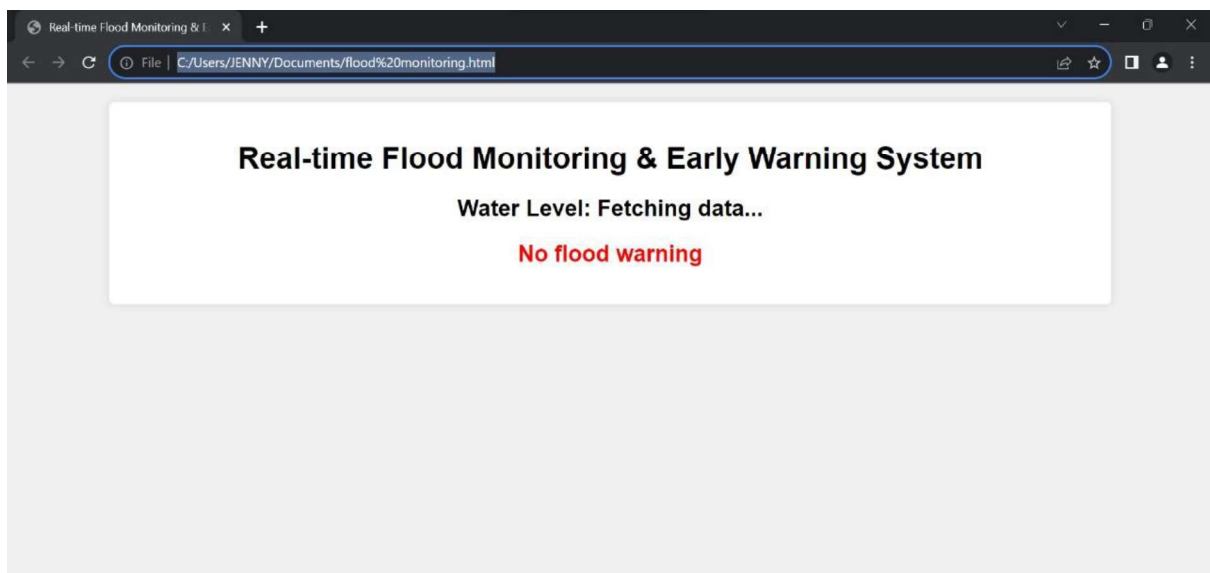 Real-time Flood Monitoring & E
File | C:/Users/JENNY/Documents/flood%20monitoring.html
Real-time Flood Monitoring & Early Warning System
Water Level: Fetching data...
No flood warning